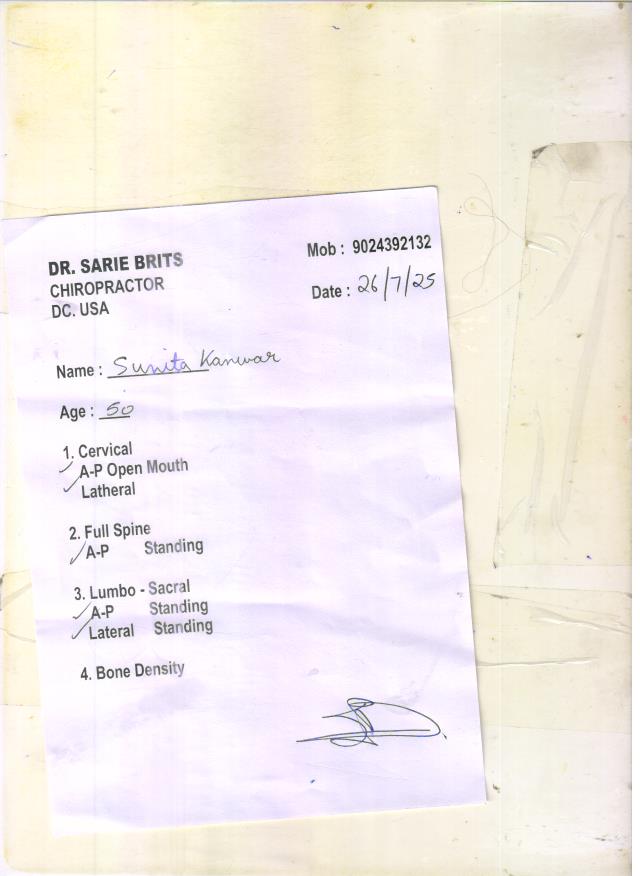 DR. SARIE BRITS
CHIROPRACTOR
DC. USA
Mob : 9024392132
Date : 26/7/25
Name : Sunita Kanwar
Age : 50
1. Cervical
✓ A-P Open Mouth
✓ Latheral
2. Full Spine
✓ A-P Standing
3. Lumbo - Sacral
✓ A-P Standing
✓ Lateral Standing
4. Bone Density